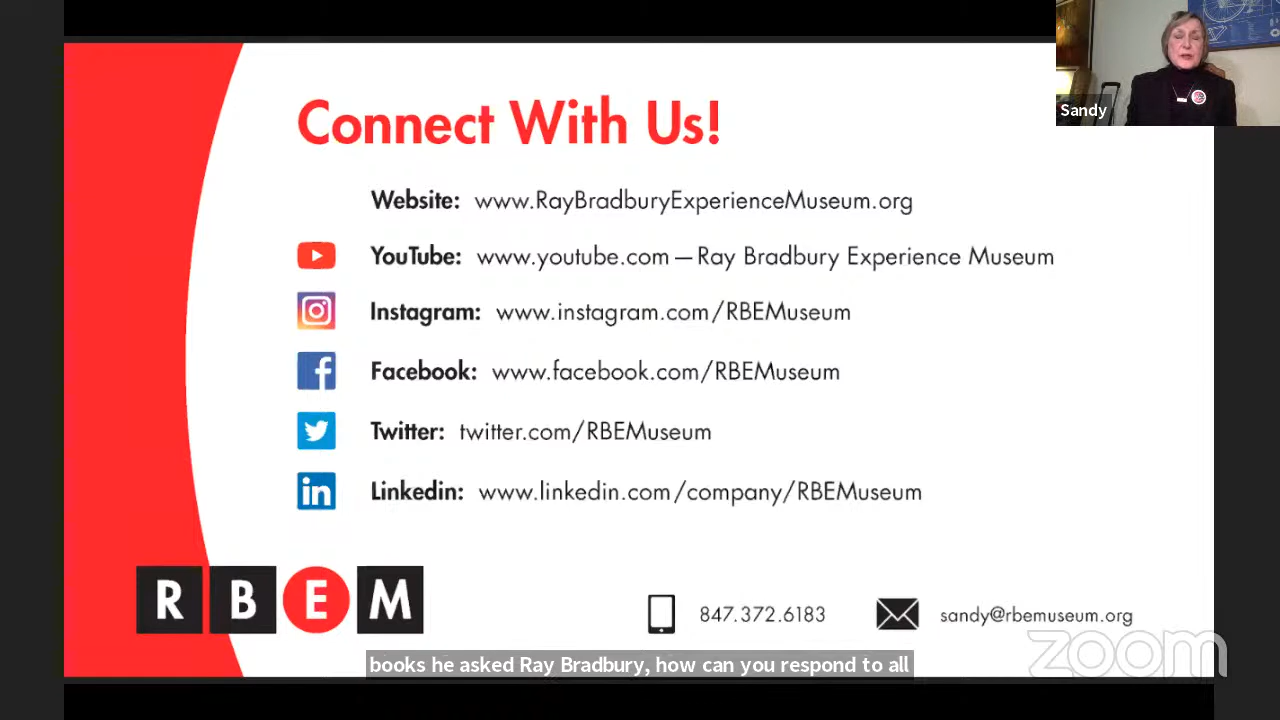 Sandy
Connect With Us!
Website: www.RayBradburyExperienceMuseum.org
YouTube: www.youtube.com — Ray Bradbury Experience Museum
Instagram: www.instagram.com/RBEMuseum
Facebook: www.facebook.com/RBEMuseum
Twitter: twitter.com/RBEMuseum
Linkedin: www.linkedin.com/company/RBEMuseum
R B E M
847.372.6183
sandy@rbemuseum.org
books he asked Ray Bradbury, how can you respond to all
zoom